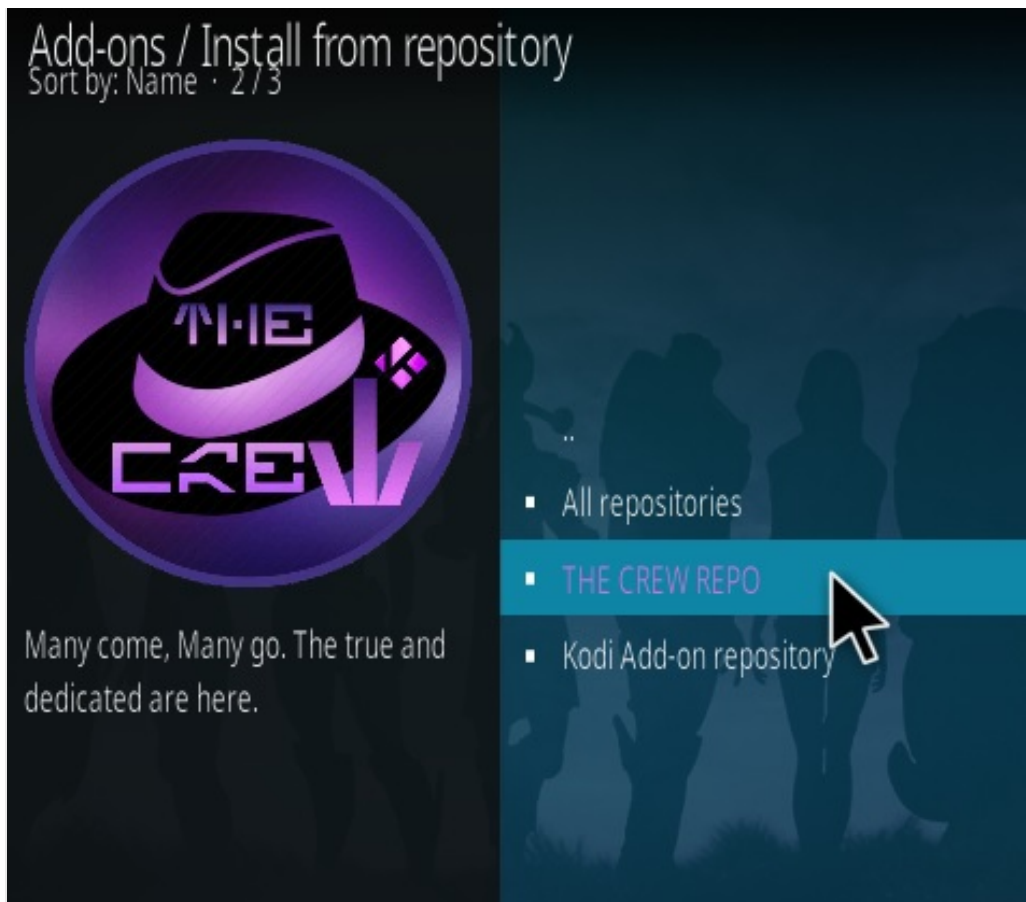 Add-ons / Install from repository
Sort by: Name · 2 / 3
THE
CREW
Many come, Many go. The true and
dedicated are here.
..
All repositories
THE CREW REPO
Kodi Add-on repository